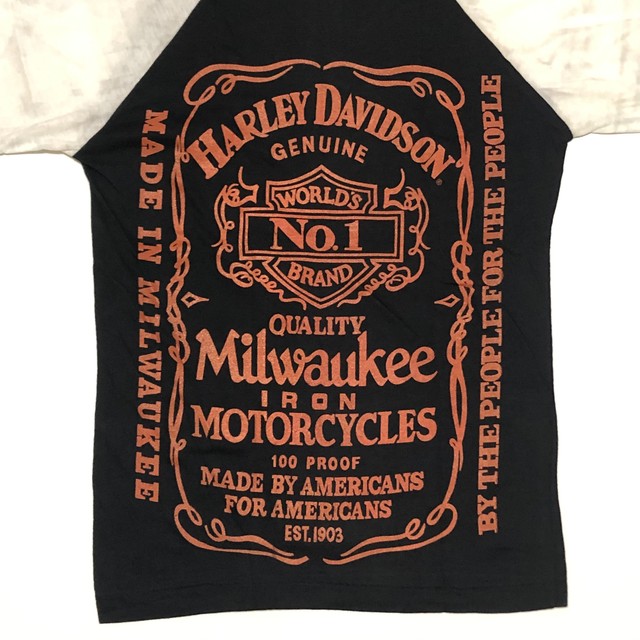 HARLEY DAVIDSON
®
GENUINE
WORLD'S
No.1
BRAND
QUALITY
Milwaukee
IRON
MOTORCYCLES
100 PROOF
MADE BY AMERICANS
FOR AMERICANS
EST. 1903
MADE IN MILWAUKEE
BY THE PEOPLE FOR THE PEOPLE